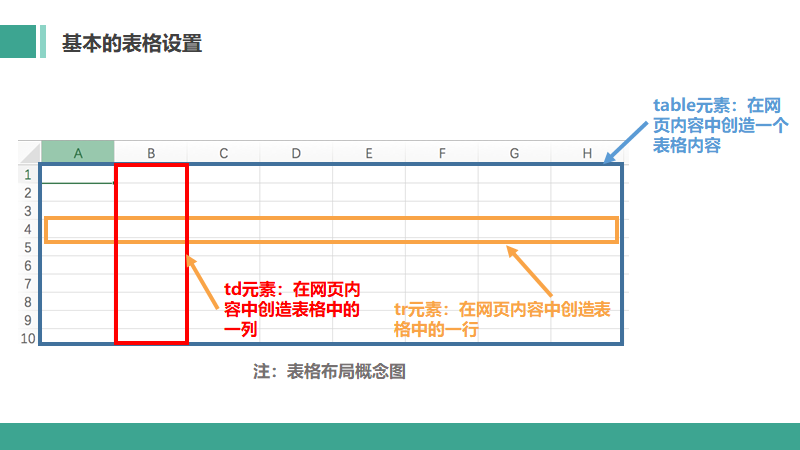 基本的表格设置
table元素：在网
页内容中创造一个
表格内容
A B C D E F G H
1
2
3
4
5
6
7
8
9
10
td元素：在网页内
容中创造表格中的
一列
tr元素：在网页内容中创造表
格中的一行
注：表格布局概念图